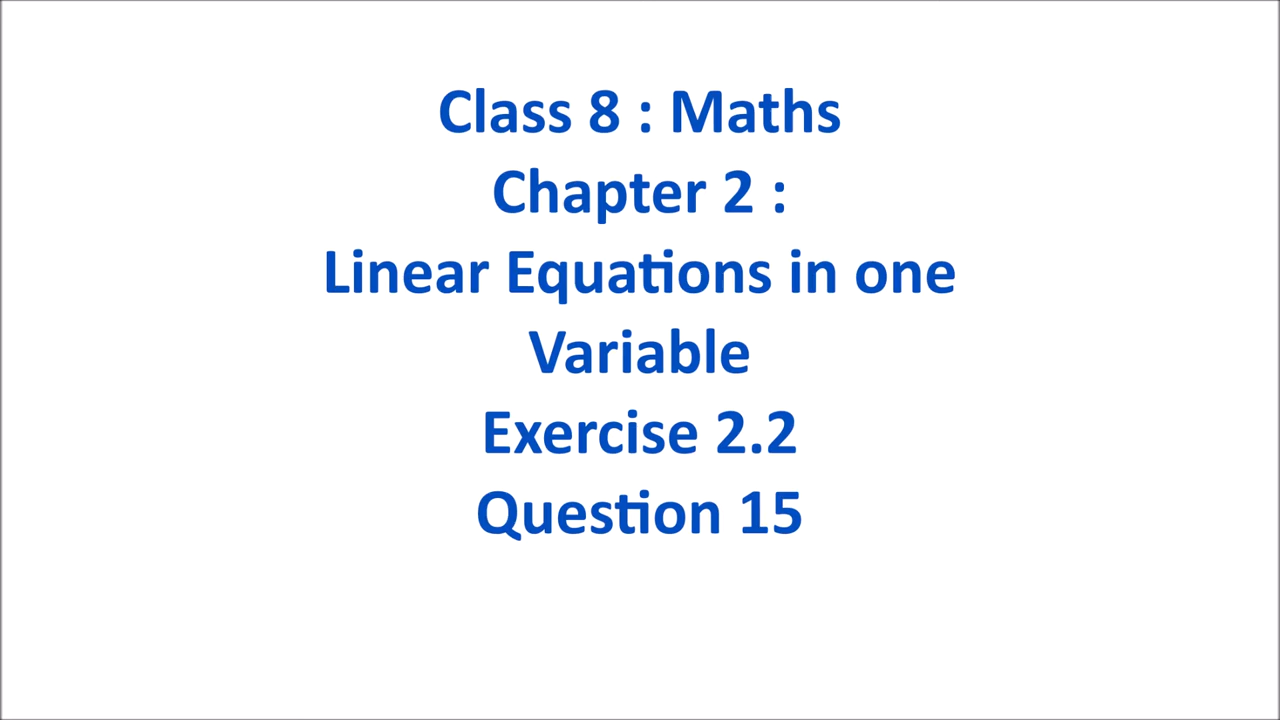 Class 8 : Maths
Chapter 2 :
Linear Equations in one
Variable
Exercise 2.2
Question 15